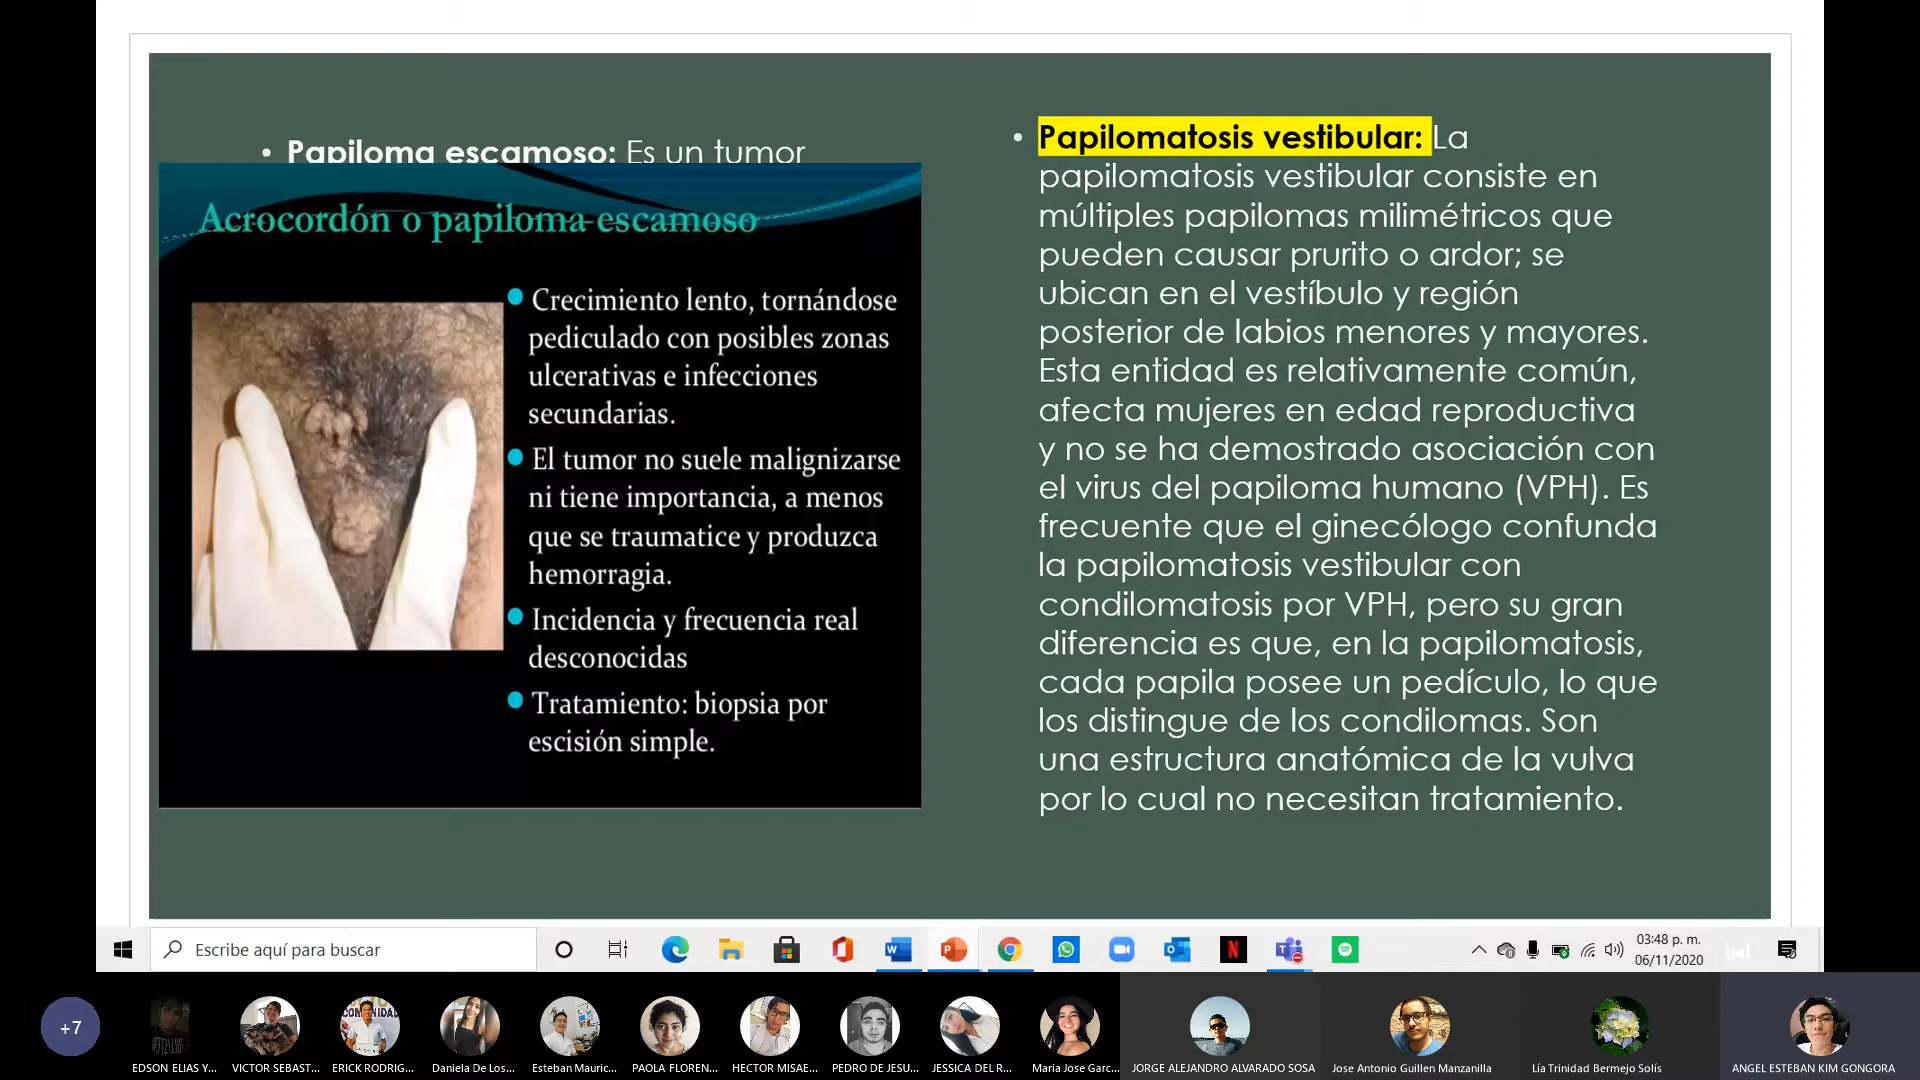 Papiloma escamoso: Es un tumor
Acrocordón o papiloma escamoso
Crecimiento lento, tornándose
pediculado con posibles zonas
ulcerativas e infecciones
secundarias.
El tumor no suele malignizarse
ni tiene importancia, a menos
que se traumatice y produzca
hemorragia.
Incidencia y frecuencia real
desconocidas
Tratamiento: biopsia por
escisión simple.
Papilomatosis vestibular: La
papilomatosis vestibular consiste en
múltiples papilomas milimétricos que
pueden causar prurito o ardor; se
ubican en el vestíbulo y región
posterior de labios menores y mayores.
Esta entidad es relativamente común,
afecta mujeres en edad reproductiva
y no se ha demostrado asociación con
el virus del papiloma humano (VPH). Es
frecuente que el ginecólogo confunda
la papilomatosis vestibular con
condilomatosis por VPH, pero su gran
diferencia es que, en la papilomatosis,
cada papila posee un pedículo, lo que
los distingue de los condilomas. Son
una estructura anatómica de la vulva
por lo cual no necesitan tratamiento.
Escribe aquí para buscar
03:48 p. m.
06/11/2020
+7
EDSON ELIAS Y...
VICTOR SEBAST...
ERICK RODRIG...
Daniela De Los...
Esteban Mauric...
PAOLA FLOREN...
HECTOR MISAE...
PEDRO DE JESU...
JESSICA DEL R...
Maria Jose Garc...
JORGE ALEJANDRO ALVARADO SOSA
Jose Antonio Guillen Manzanilla
Lía Trinidad Bermejo Solís
ANGEL ESTEBAN KIM GONGORA